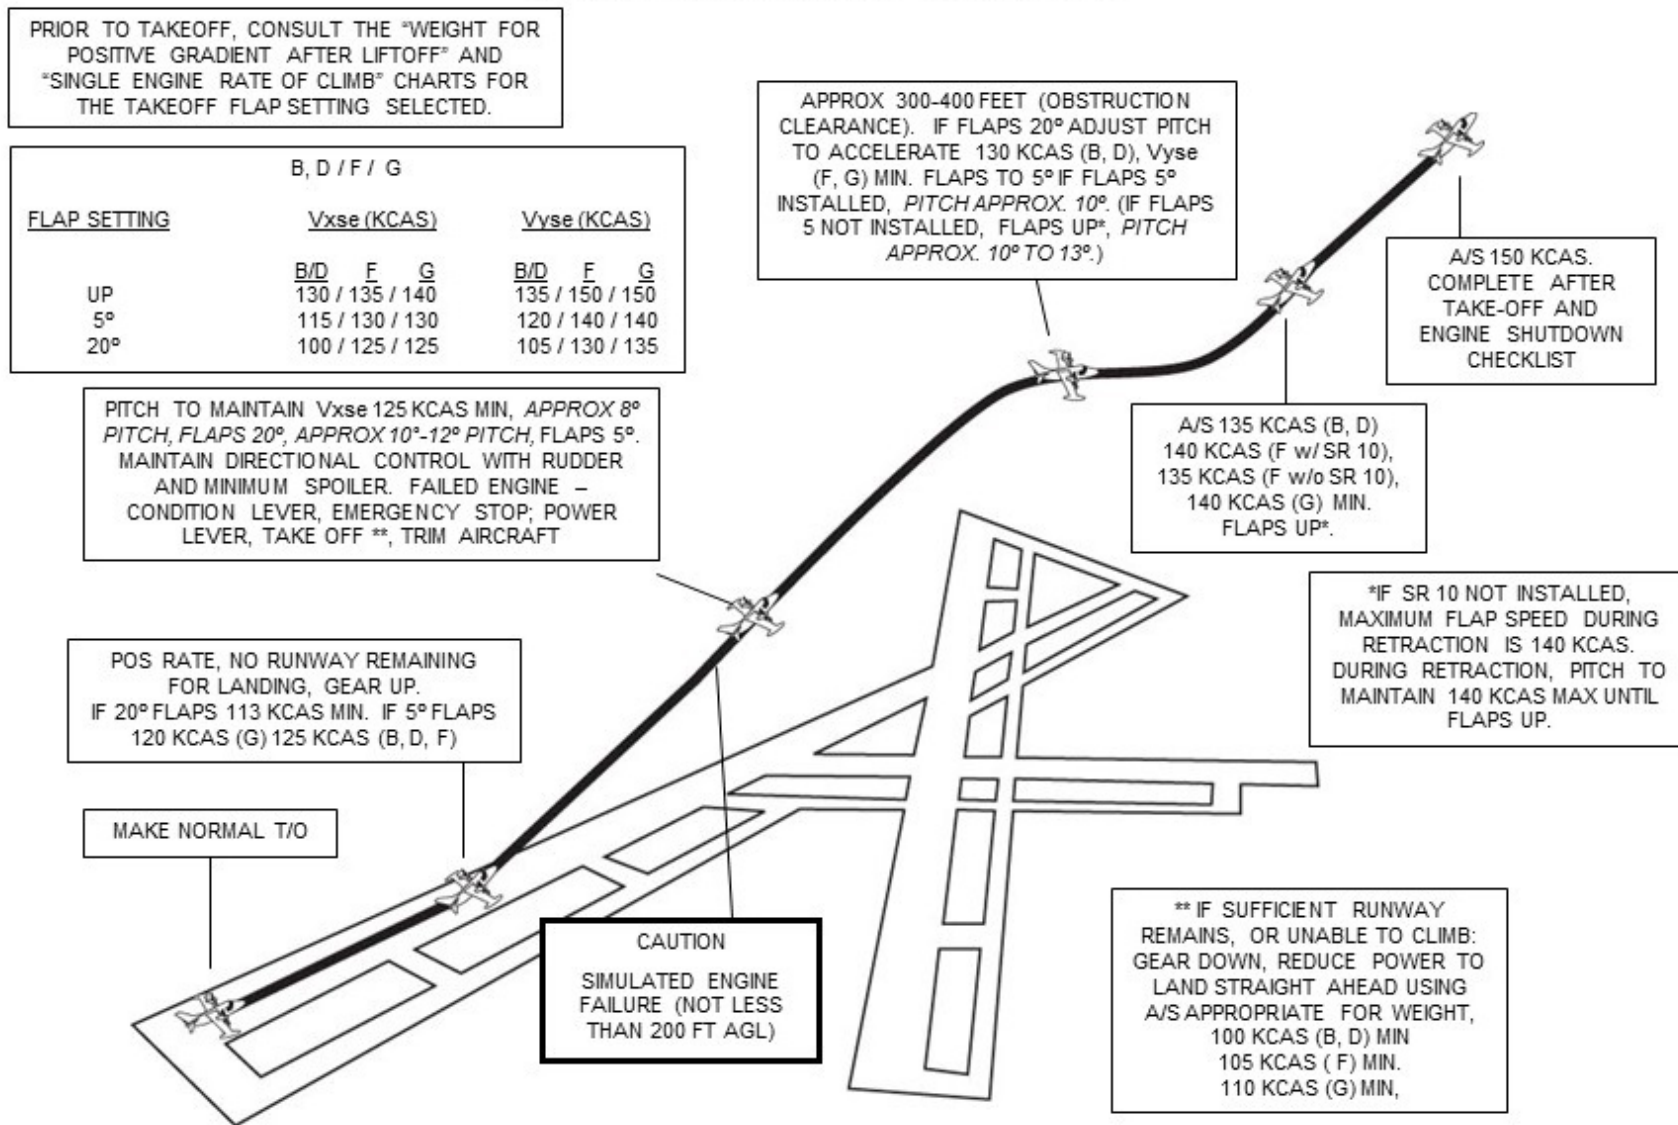 PRIOR TO TAKEOFF, CONSULT THE "WEIGHT FOR
POSITIVE GRADIENT AFTER LIFTOFF" AND
"SINGLE ENGINE RATE OF CLIMB" CHARTS FOR
THE TAKEOFF FLAP SETTING SELECTED.
B, D / F / G
FLAP SETTING Vxse (KCAS) Vyse (KCAS)
B/D F G B/D F G
UP 130 / 135 / 140 135 / 150 / 150
5º 115 / 130 / 130 120 / 140 / 140
20º 100 / 125 / 125 105 / 130 / 135
APPROX 300-400 FEET (OBSTRUCTION
CLEARANCE). IF FLAPS 20º ADJUST PITCH
TO ACCELERATE 130 KCAS (B, D), Vyse
(F, G) MIN. FLAPS TO 5º IF FLAPS 5º
INSTALLED, PITCH APPROX. 10º. (IF FLAPS
5 NOT INSTALLED, FLAPS UP*, PITCH
APPROX. 10º TO 13º.)
A/S 150 KCAS.
COMPLETE AFTER
TAKE-OFF AND
ENGINE SHUTDOWN
CHECKLIST
PITCH TO MAINTAIN Vxse 125 KCAS MIN, APPROX 8º
PITCH, FLAPS 20º, APPROX 10°-12° PITCH, FLAPS 5º.
MAINTAIN DIRECTIONAL CONTROL WITH RUDDER
AND MINIMUM SPOILER. FAILED ENGINE –
CONDITION LEVER, EMERGENCY STOP; POWER
LEVER, TAKE OFF **, TRIM AIRCRAFT
A/S 135 KCAS (B, D)
140 KCAS (F w/ SR 10),
135 KCAS (F w/o SR 10),
140 KCAS (G) MIN.
FLAPS UP*.
*IF SR 10 NOT INSTALLED,
MAXIMUM FLAP SPEED DURING
RETRACTION IS 140 KCAS.
DURING RETRACTION, PITCH TO
MAINTAIN 140 KCAS MAX UNTIL
FLAPS UP.
POS RATE, NO RUNWAY REMAINING
FOR LANDING, GEAR UP.
IF 20º FLAPS 113 KCAS MIN. IF 5º FLAPS
120 KCAS (G) 125 KCAS (B, D, F)
MAKE NORMAL T/O
CAUTION
SIMULATED ENGINE
FAILURE (NOT LESS
THAN 200 FT AGL)
** IF SUFFICIENT RUNWAY
REMAINS, OR UNABLE TO CLIMB:
GEAR DOWN, REDUCE POWER TO
LAND STRAIGHT AHEAD USING
A/S APPROPRIATE FOR WEIGHT,
100 KCAS (B, D) MIN
105 KCAS ( F) MIN.
110 KCAS (G) MIN,